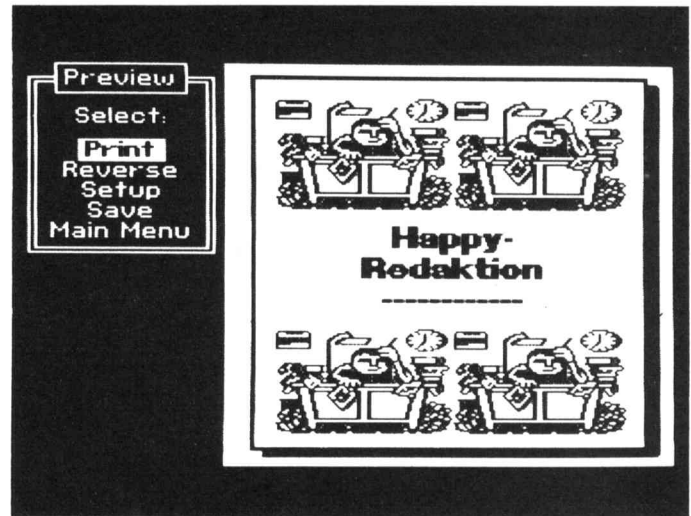 Preview
Select:
Print
Reverse
Setup
Save
Main Menu
Happy-
Redaktion
------------